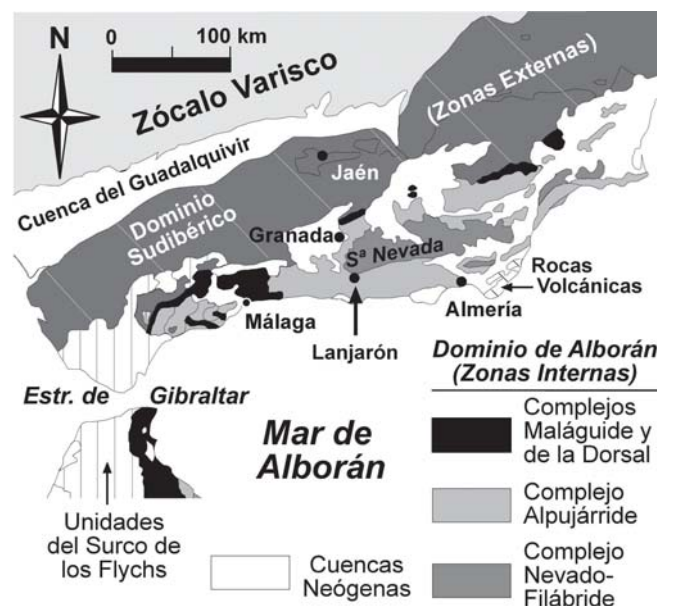 N
0 100 km
Zócalo Varisco
(Zonas Externas)
Cuenca del Guadalquivir
Jaén
Dominio
Sudibérico
Granada
Sª Nevada
Rocas
Volcánicas
Málaga
Almería
Lanjarón
Estr. de Gibraltar
Mar de
Alborán
Unidades
del Surco de
los Flychs
Cuencas
Neógenas
Dominio de Alborán
(Zonas Internas)
Complejos
Maláguide y
de la Dorsal
Complejo
Alpujárride
Complejo
Nevado-
Filábride